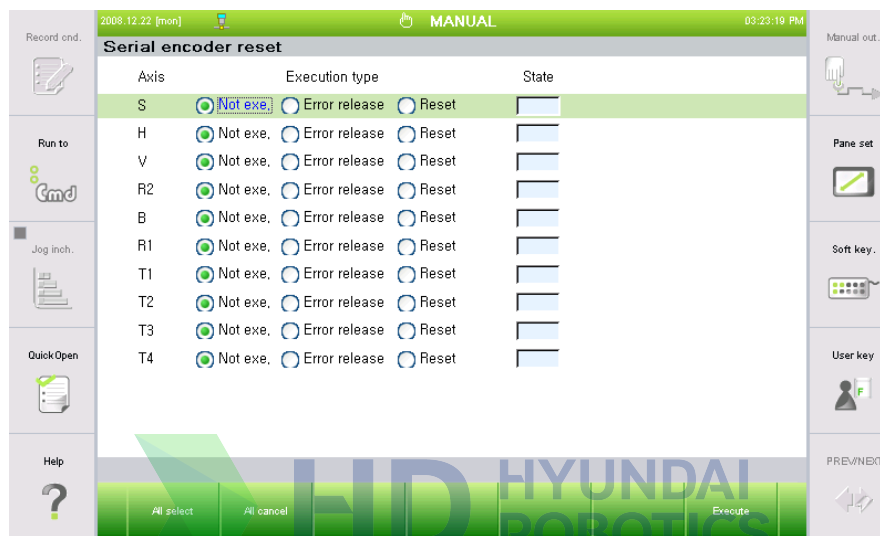 2008.12.22 [mon] MANUAL 03:23:19 PM
Serial encoder reset
Axis Execution type State
S Not exe, Error release Reset
H Not exe, Error release Reset
V Not exe, Error release Reset
R2 Not exe, Error release Reset
B Not exe, Error release Reset
R1 Not exe, Error release Reset
T1 Not exe, Error release Reset
T2 Not exe, Error release Reset
T3 Not exe, Error release Reset
T4 Not exe, Error release Reset
Record cnd.
Run to
Cmd
Jog inch.
Quick Open
Help
?
Manual out.
Pane set
Soft key.
User key
F
PREV/NEXT
HYUNDAI
ROBOTICS
All select All cancel Execute